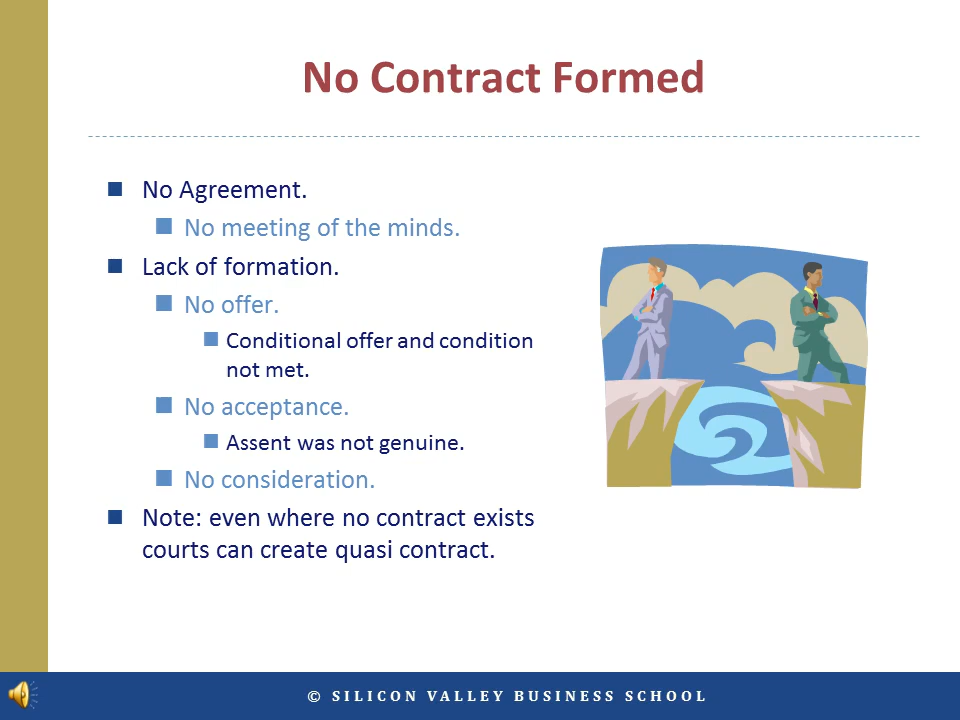 No Contract Formed
No Agreement.
No meeting of the minds.
Lack of formation.
No offer.
Conditional offer and condition
not met.
No acceptance.
Assent was not genuine.
No consideration.
Note: even where no contract exists
courts can create quasi contract.
© SILICON VALLEY BUSINESS SCHOOL